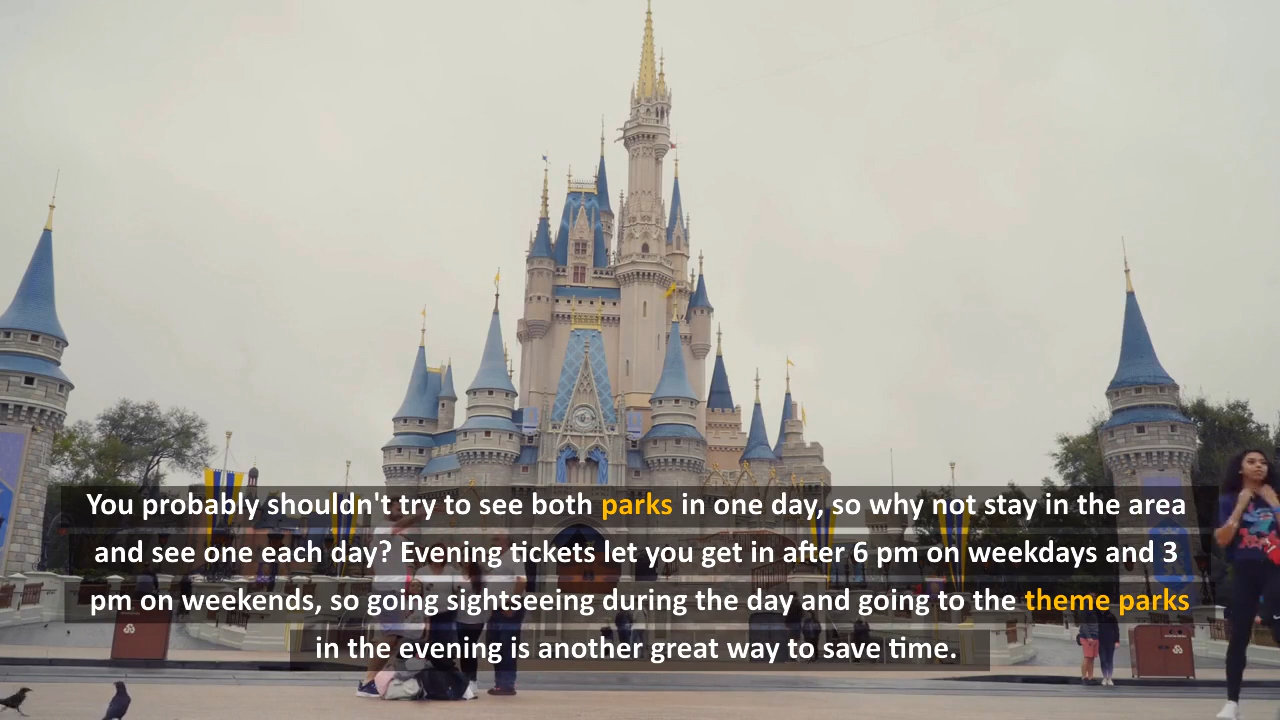 You probably shouldn't try to see both parks in one day, so why not stay in the area
and see one each day? Evening tickets let you get in after 6 pm on weekdays and 3
pm on weekends, so going sightseeing during the day and going to the theme parks
in the evening is another great way to save time.